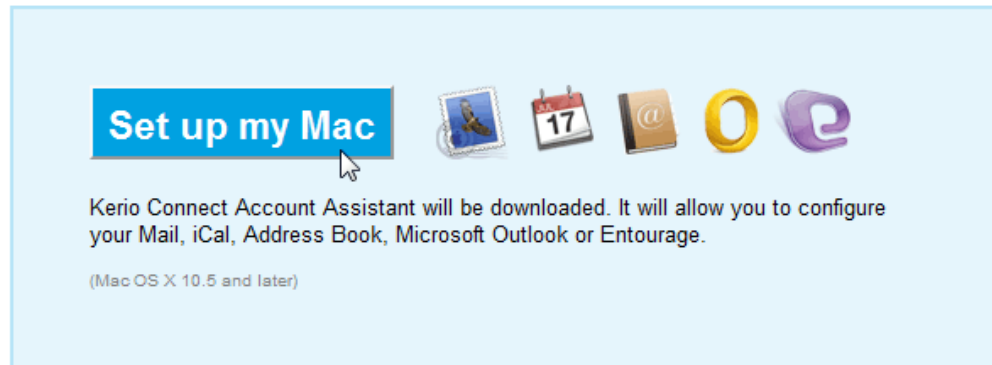 Set up my Mac
JUL
17
@
Kerio Connect Account Assistant will be downloaded. It will allow you to configure
your Mail, iCal, Address Book, Microsoft Outlook or Entourage.
(Mac OS X 10.5 and later)